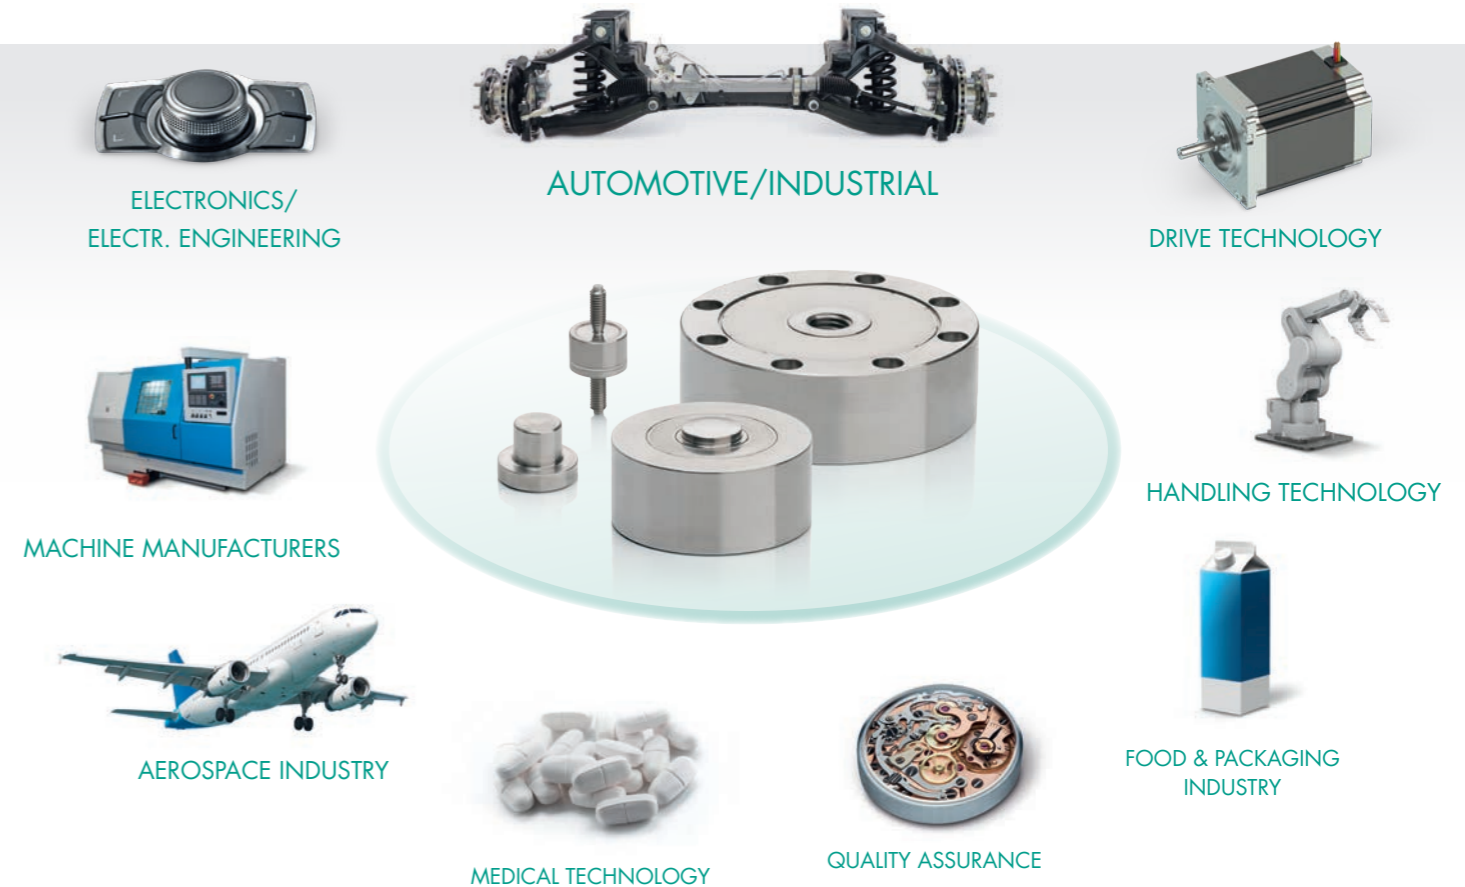 ELECTRONICS/
ELECTR. ENGINEERING
AUTOMOTIVE/INDUSTRIAL
DRIVE TECHNOLOGY
MACHINE MANUFACTURERS
HANDLING TECHNOLOGY
AEROSPACE INDUSTRY
FOOD & PACKAGING
INDUSTRY
MEDICAL TECHNOLOGY
QUALITY ASSURANCE